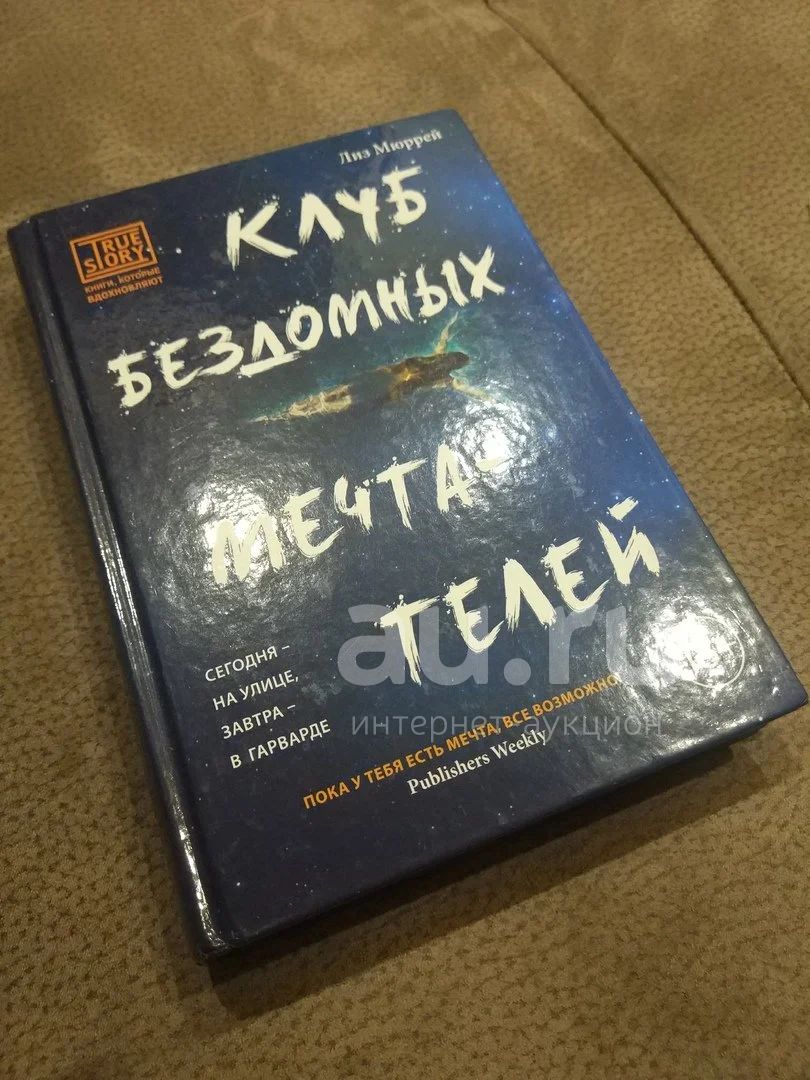 Лиз Мюррей
TRUE
STORY
КНИГИ, КОТОРЫЕ
ВДОХНОВЛЯЮТ
КЛУБ
БЕЗДОМНЫХ
МЕЧТА-
ТЕЛЕЙ
СЕГОДНЯ –
НА УЛИЦЕ,
ЗАВТРА –
В ГАРВАРДЕ
ПОКА У ТЕБЯ ЕСТЬ МЕЧТА, ВСЕ ВОЗМОЖНО!
Publishers Weekly
au.ru
интернет-аукцион